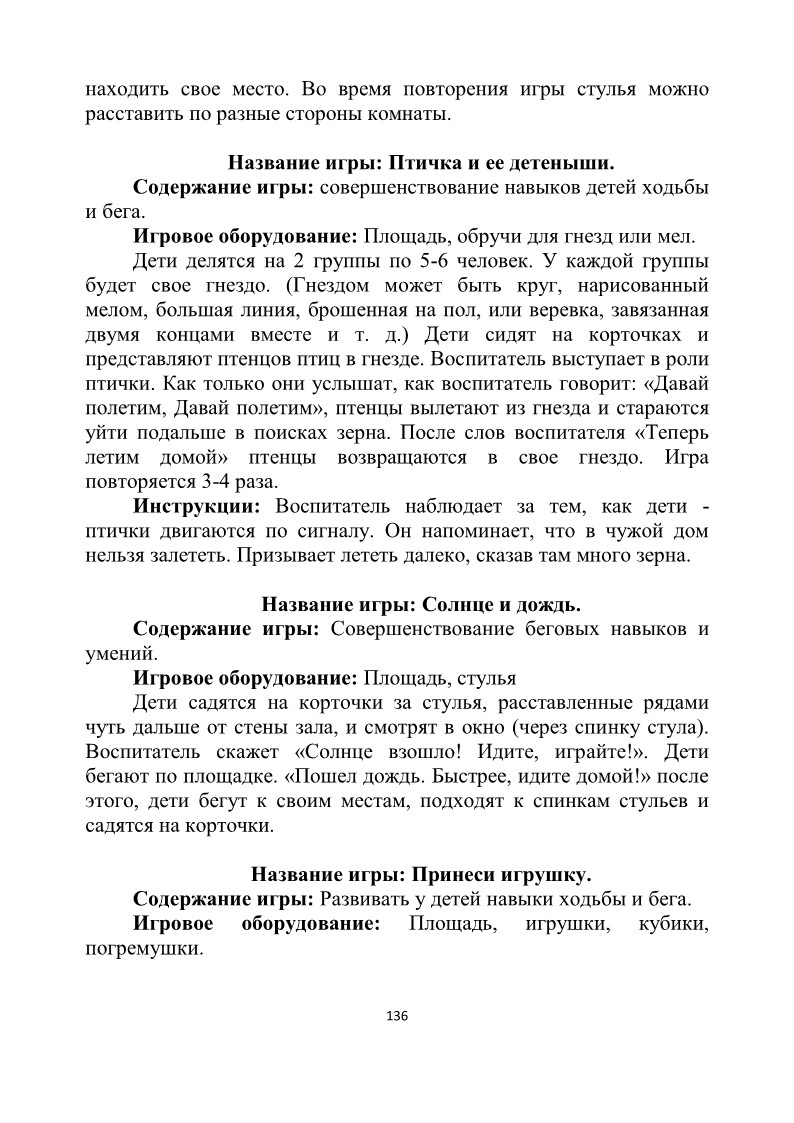 находить свое место. Во время повторения игры стулья можно
расставить по разные стороны комнаты.
Название игры: Птичка и ее детеныши.
Содержание игры: совершенствование навыков детей ходьбы
и бега.
Игровое оборудование: Площадь, обручи для гнезд или мел.
Дети делятся на 2 группы по 5-6 человек. У каждой группы
будет свое гнездо. (Гнездом может быть круг, нарисованный
мелом, большая линия, брошенная на пол, или веревка, завязанная
двумя концами вместе и т. д.) Дети сидят на корточках и
представляют птенцов птиц в гнезде. Воспитатель выступает в роли
птички. Как только они услышат, как воспитатель говорит: «Давай
полетим, Давай полетим», птенцы вылетают из гнезда и стараются
уйти подальше в поисках зерна. После слов воспитателя «Теперь
летим домой» птенцы возвращаются в свое гнездо. Игра
повторяется 3-4 раза.
Инструкции: Воспитатель наблюдает за тем, как дети -
птички двигаются по сигналу. Он напоминает, что в чужой дом
нельзя залететь. Призывает лететь далеко, сказав там много зерна.
Название игры: Солнце и дождь.
Содержание игры: Совершенствование беговых навыков и
умений.
Игровое оборудование: Площадь, стулья
Дети садятся на корточки за стулья, расставленные рядами
чуть дальше от стены зала, и смотрят в окно (через спинку стула).
Воспитатель скажет «Солнце взошло! Идите, играйте!». Дети
бегают по площадке. «Пошел дождь. Быстрее, идите домой!» после
этого, дети бегут к своим местам, подходят к спинкам стульев и
садятся на корточки.
Название игры: Принеси игрушку.
Содержание игры: Развивать у детей навыки ходьбы и бега.
Игровое оборудование: Площадь, игрушки, кубики,
погремушки.
136